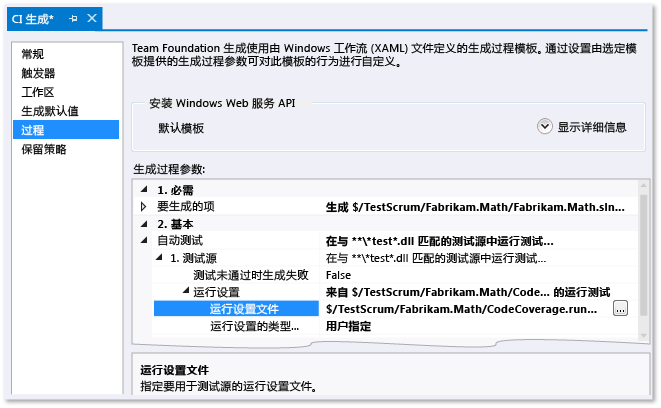 CI 生成*
常规
触发器
工作区
生成默认值
过程
保留策略
Team Foundation 生成使用由 Windows 工作流 (XAML) 文件定义的生成过程模板。通过设置由选定模
板提供的生成过程参数可对此模板的行为进行自定义。
安装 Windows Web 服务 API
默认模板
显示详细信息
生成过程参数:
1. 必需
要生成的项 生成 $/TestScrum/Fabrikam.Math/Fabrikam.Math.sln...
2. 基本
自动测试 在与 **\*test*.dll 匹配的测试源中运行测试...
1. 测试源 在与 **\*test*.dll 匹配的测试源中运行测试...
测试未通过时生成失败 False
运行设置 来自 $/TestScrum/Fabrikam.Math/Code... 的运行测试
运行设置文件 $/TestScrum/Fabrikam.Math/CodeCoverage.run... ...
运行设置的类型... 用户指定
运行设置文件
指定要用于测试源的运行设置文件。